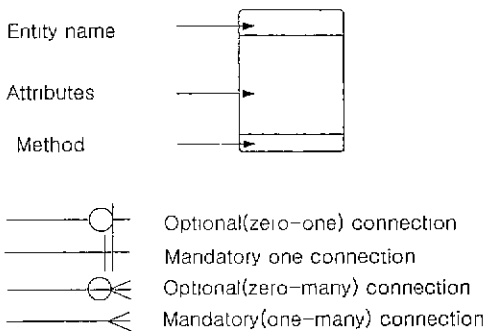 Entity name
Attributes
Method
Optional(zero-one) connection
Mandatory one connection
Optional(zero-many) connection
Mandatory(one-many) connection